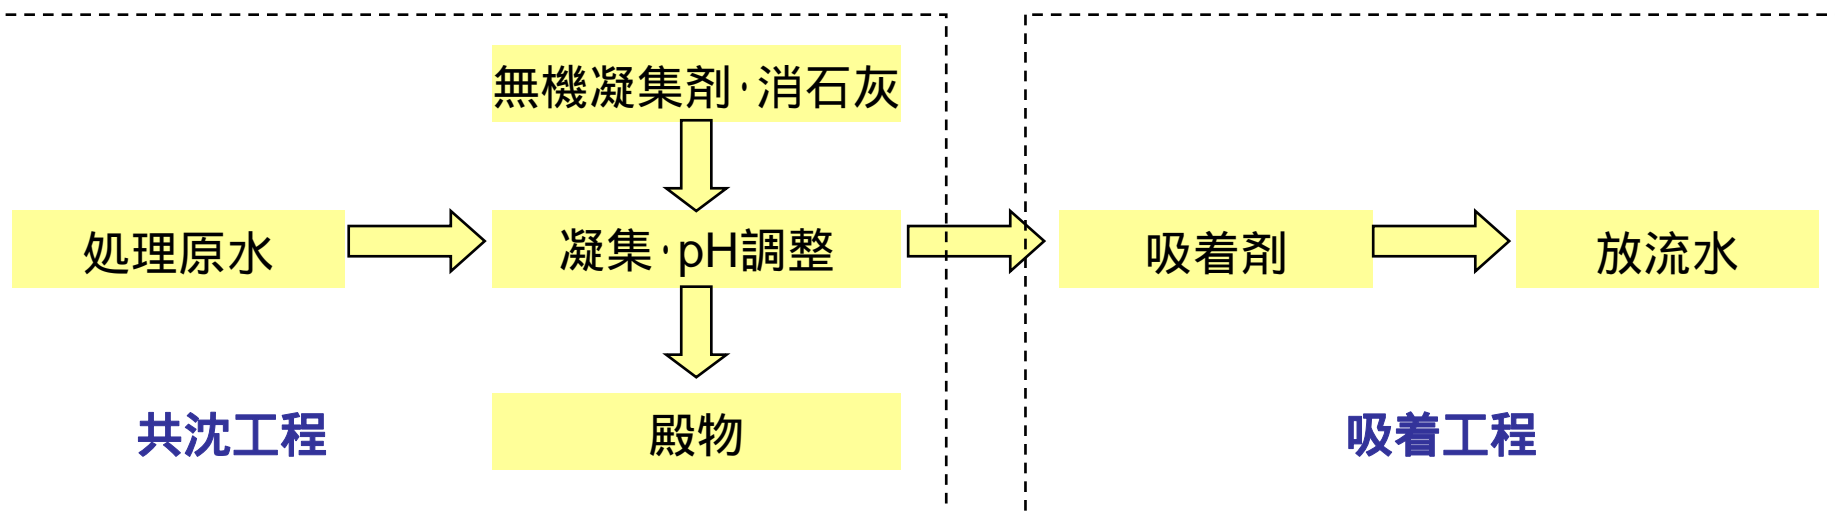 無機凝集剤・消石灰
処理原水
凝集・pH調整
吸着剤
放流水
共沈工程
殿物
吸着工程